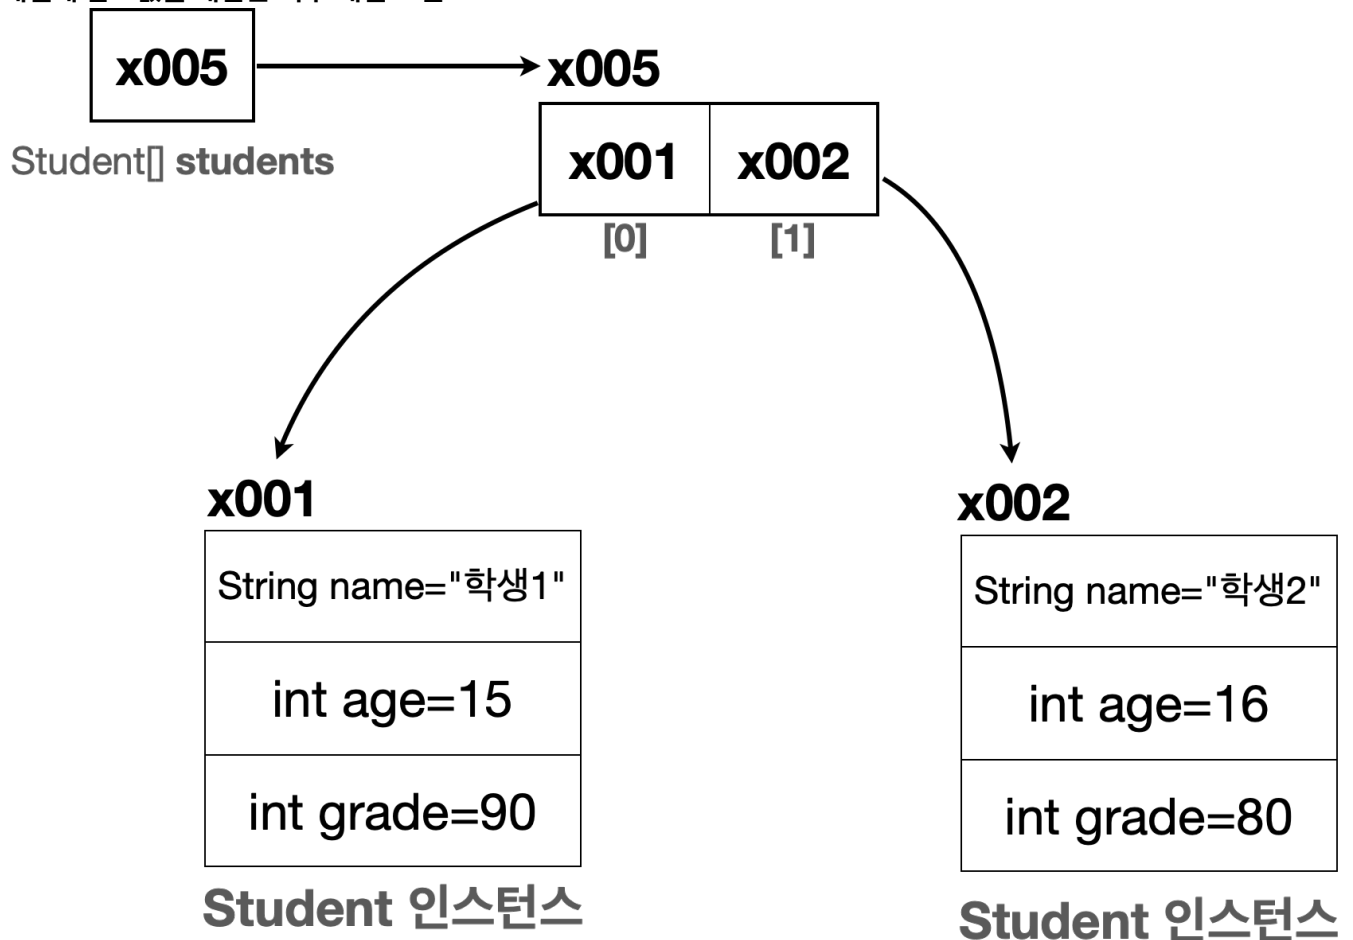 x005
x005
Student[] students
x001 x002
[0] [1]
x001
String name="학생1"
int age=15
int grade=90
Student 인스턴스
x002
String name="학생2"
int age=16
int grade=80
Student 인스턴스